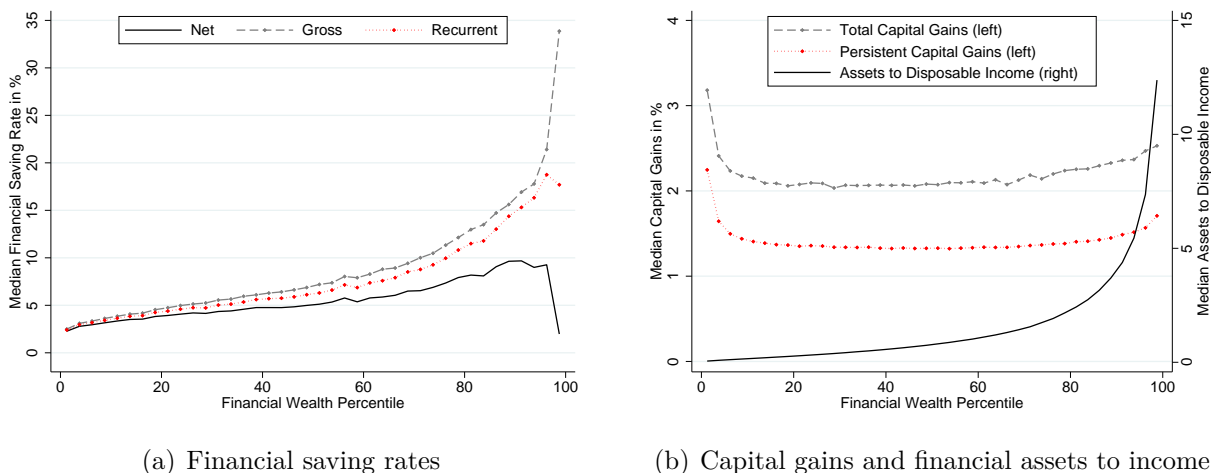 Median Financial Saving Rate in %
35
30
25
20
15
10
5
0
Net Gross Recurrent
0 20 40 60 80 100
Financial Wealth Percentile
(a) Financial saving rates
Median Capital Gains in %
4
3
2
1
0
Total Capital Gains (left)
Persistent Capital Gains (left)
Assets to Disposable Income (right)
15
10
5
0
Median Assets to Disposable Income
0 20 40 60 80 100
Financial Wealth Percentile
(b) Capital gains and financial assets to income